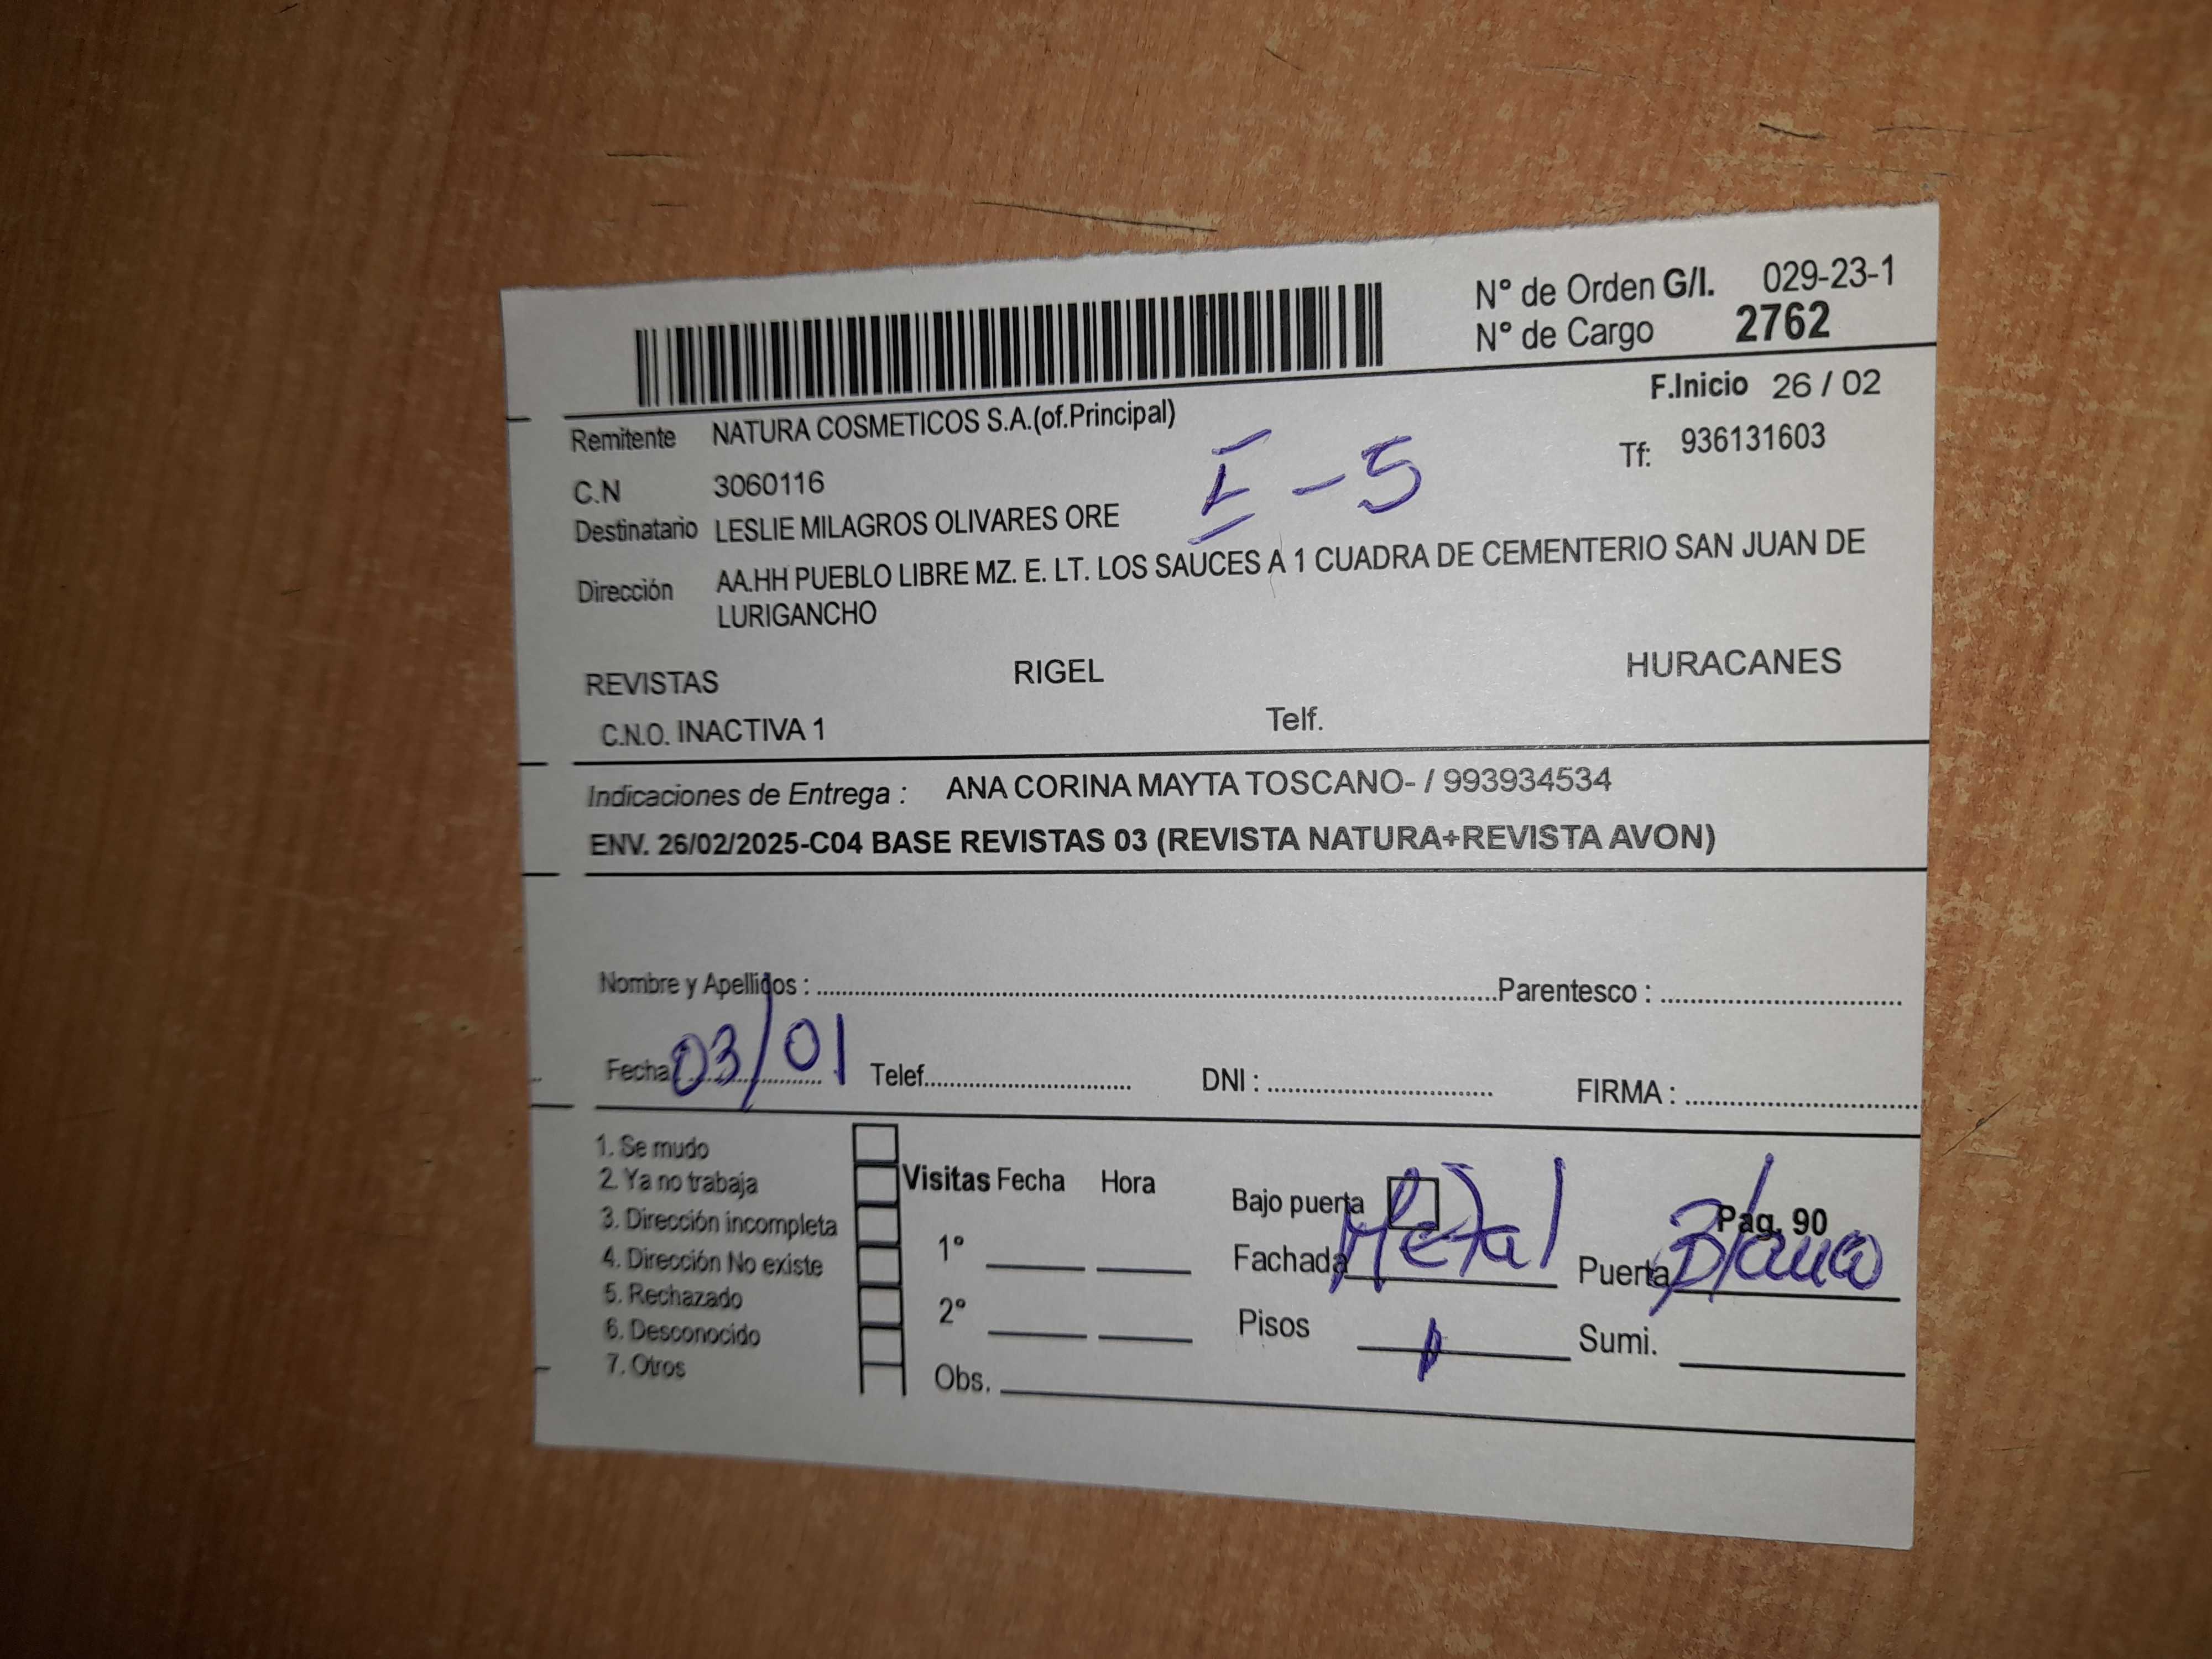 N° de Orden G/I. 029-23-1
N° de Cargo 2762
F.Inicio 26 / 02
Remitente NATURA COSMETICOS S.A.(of.Principal)
Tf: 936131603
C.N 3060116
E-5
Destinatario LESLIE MILAGROS OLIVARES ORE
Dirección AA.HH PUEBLO LIBRE MZ. E. LT. LOS SAUCES A 1 CUADRA DE CEMENTERIO SAN JUAN DE
LURIGANCHO
REVISTAS RIGEL HURACANES
C.N.O. INACTIVA 1 Telf.
Indicaciones de Entrega : ANA CORINA MAYTA TOSCANO- / 993934534
ENV. 26/02/2025-C04 BASE REVISTAS 03 (REVISTA NATURA+REVISTA AVON)
Nombre y Apellidos : Parentesco :
Fecha 03/01 Telef. DNI : FIRMA :
1. Se mudo
2. Ya no trabaja
3. Dirección incompleta
4. Dirección No existe
5. Rechazado
6. Desconocido
7. Otros
Visitas Fecha Hora
1°
2°
Obs.
Bajo puerta Pag. 90
Fachada Metal Puerta Blanco
Pisos Sumi.